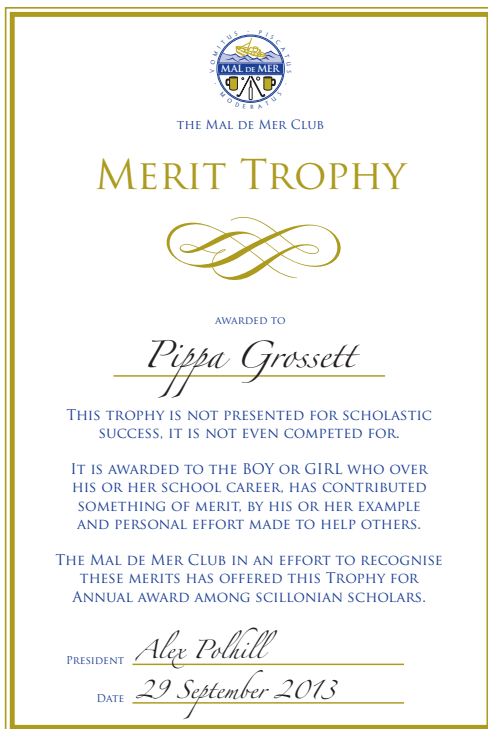 VOMITUS · PISCATUS
MAL DE MER
MODERATUS
THE MAL DE MER CLUB
MERIT TROPHY
AWARDED TO
Pippa Grossett
THIS TROPHY IS NOT PRESENTED FOR SCHOLASTIC
SUCCESS, IT IS NOT EVEN COMPETED FOR.
IT IS AWARDED TO THE BOY OR GIRL WHO OVER
HIS OR HER SCHOOL CAREER, HAS CONTRIBUTED
SOMETHING OF MERIT, BY HIS OR HER EXAMPLE
AND PERSONAL EFFORT MADE TO HELP OTHERS.
THE MAL DE MER CLUB IN AN EFFORT TO RECOGNISE
THESE MERITS HAS OFFERED THIS TROPHY FOR
ANNUAL AWARD AMONG SCILLONIAN SCHOLARS.
PRESIDENT Alex Polhill
DATE 29 September 2013